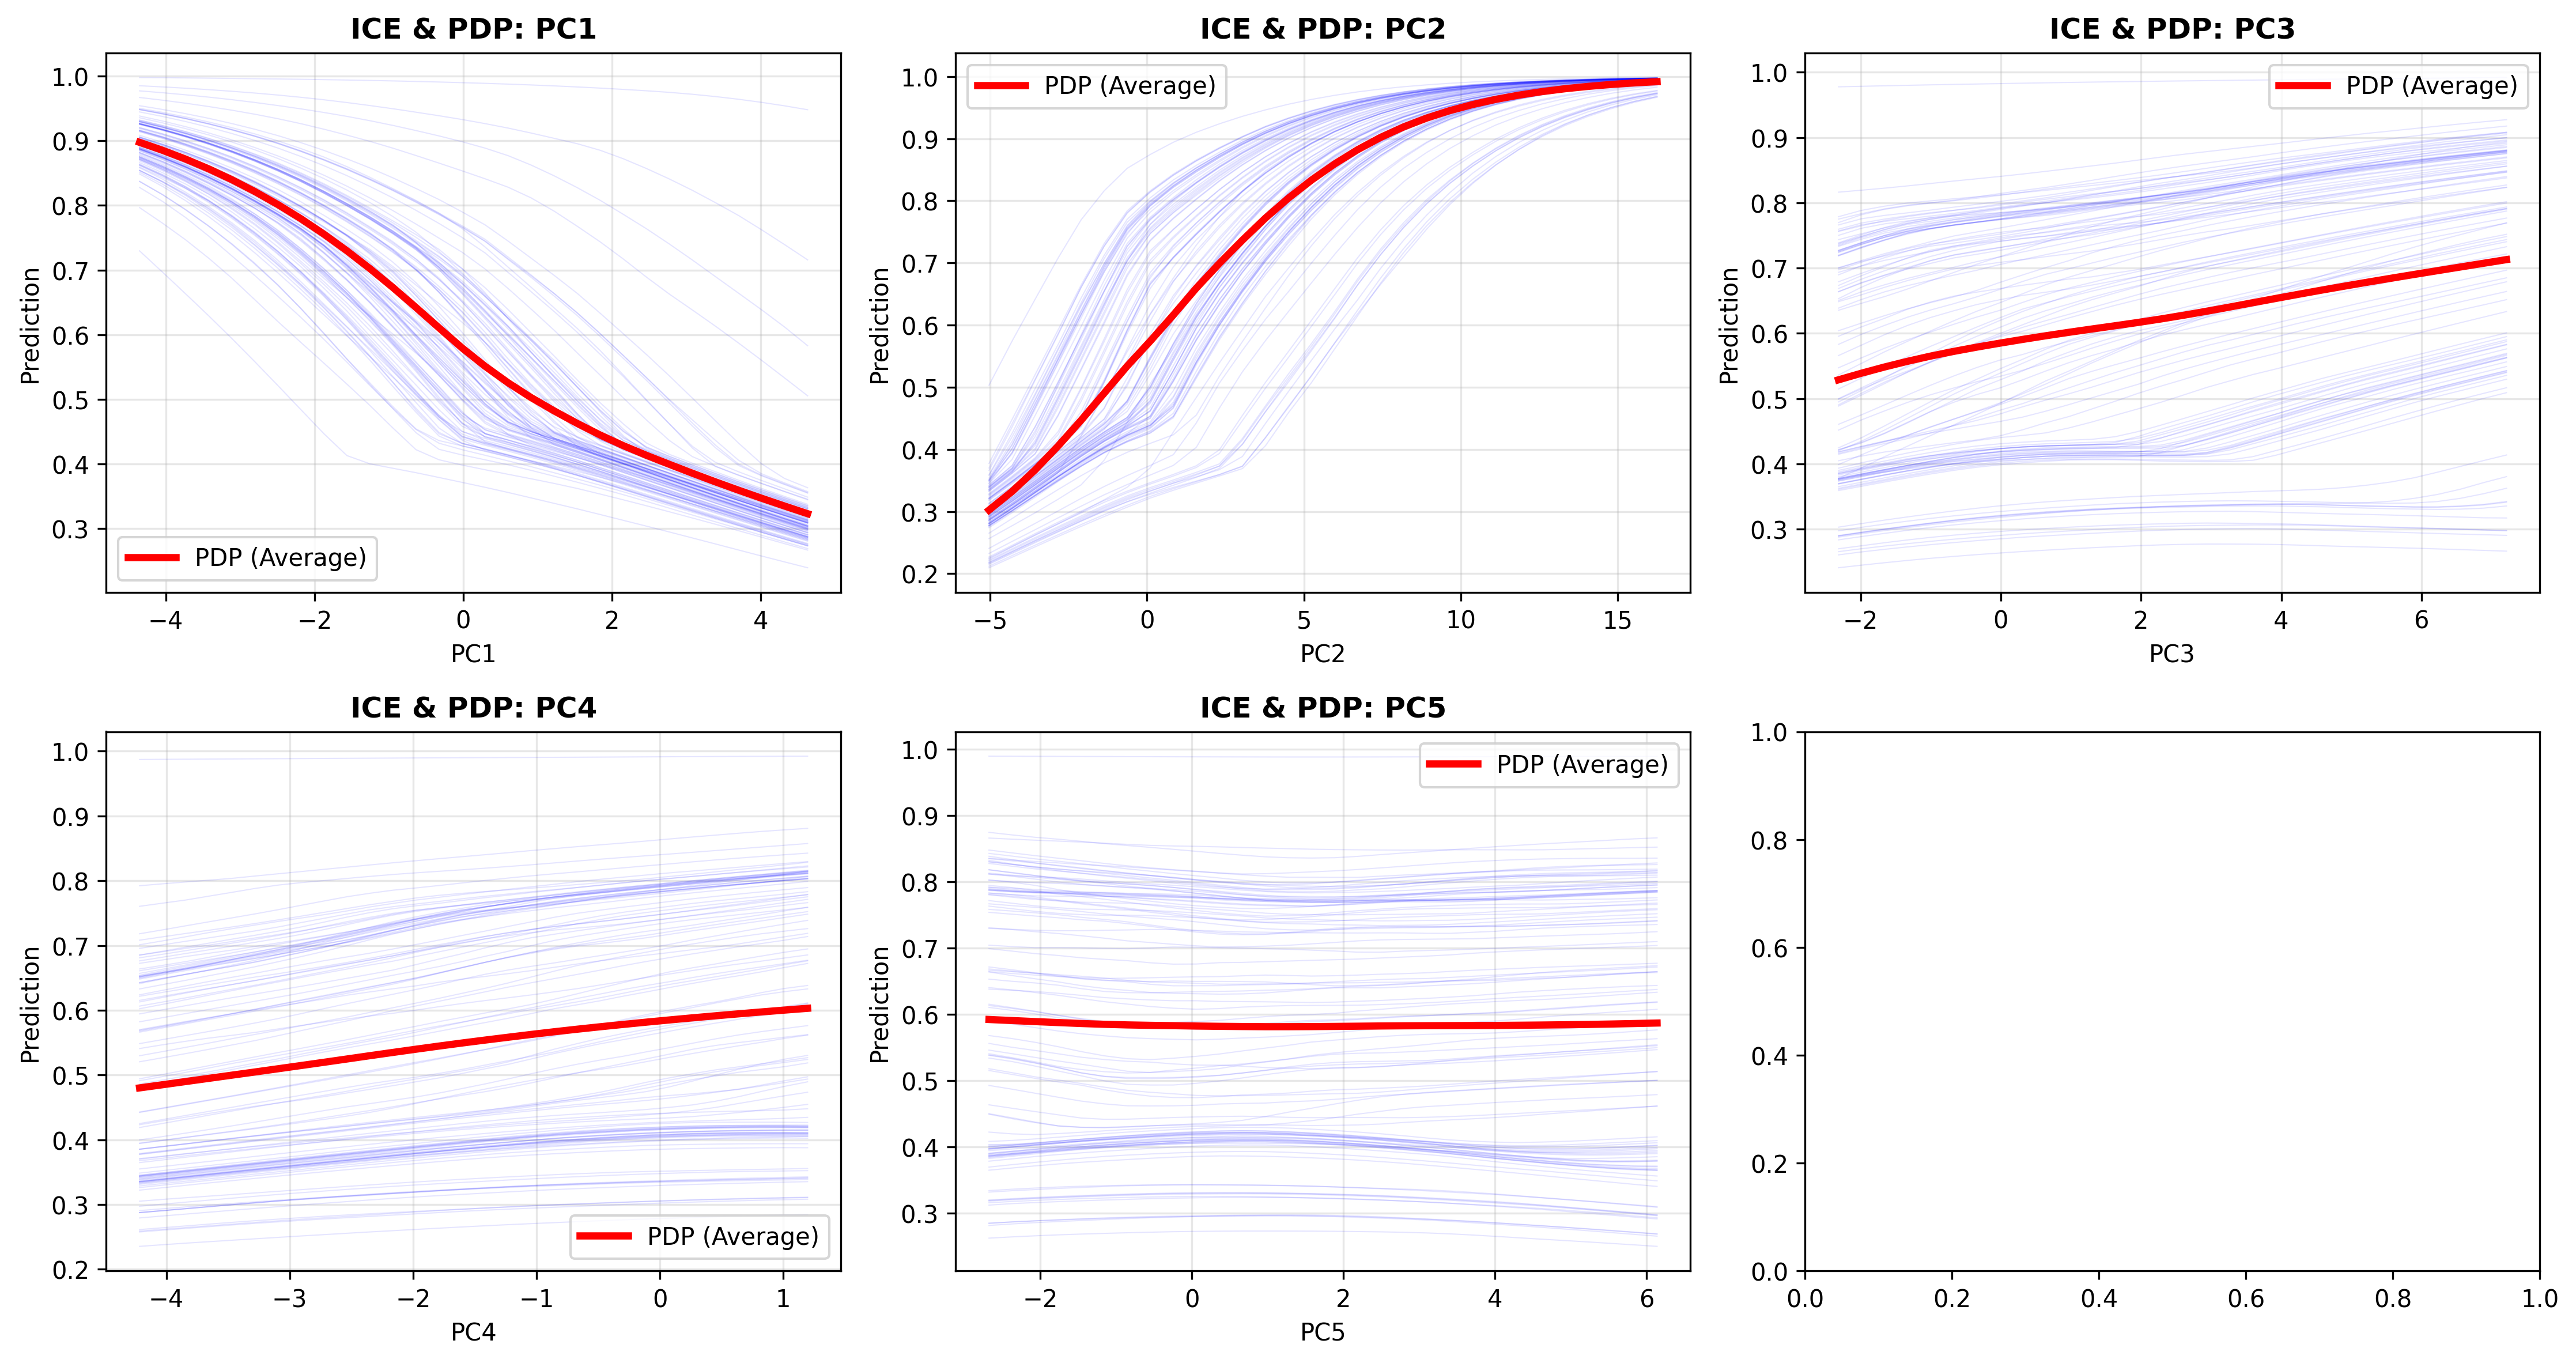 ICE & PDP: PC1
1.0
0.9
0.8
0.7
0.6
0.5
0.4
0.3
Prediction
PDP (Average)
−4 −2 0 2 4
PC1
ICE & PDP: PC2
1.0
0.9
0.8
0.7
0.6
0.5
0.4
0.3
0.2
Prediction
PDP (Average)
−5 0 5 10 15
PC2
ICE & PDP: PC3
1.0
0.9
0.8
0.7
0.6
0.5
0.4
0.3
Prediction
PDP (Average)
−2 0 2 4 6
PC3
ICE & PDP: PC4
1.0
0.9
0.8
0.7
0.6
0.5
0.4
0.3
0.2
Prediction
PDP (Average)
−4 −3 −2 −1 0 1
PC4
ICE & PDP: PC5
1.0
0.9
0.8
0.7
0.6
0.5
0.4
0.3
Prediction
PDP (Average)
−2 0 2 4 6
PC5
1.0
0.8
0.6
0.4
0.2
0.0
0.0 0.2 0.4 0.6 0.8 1.0